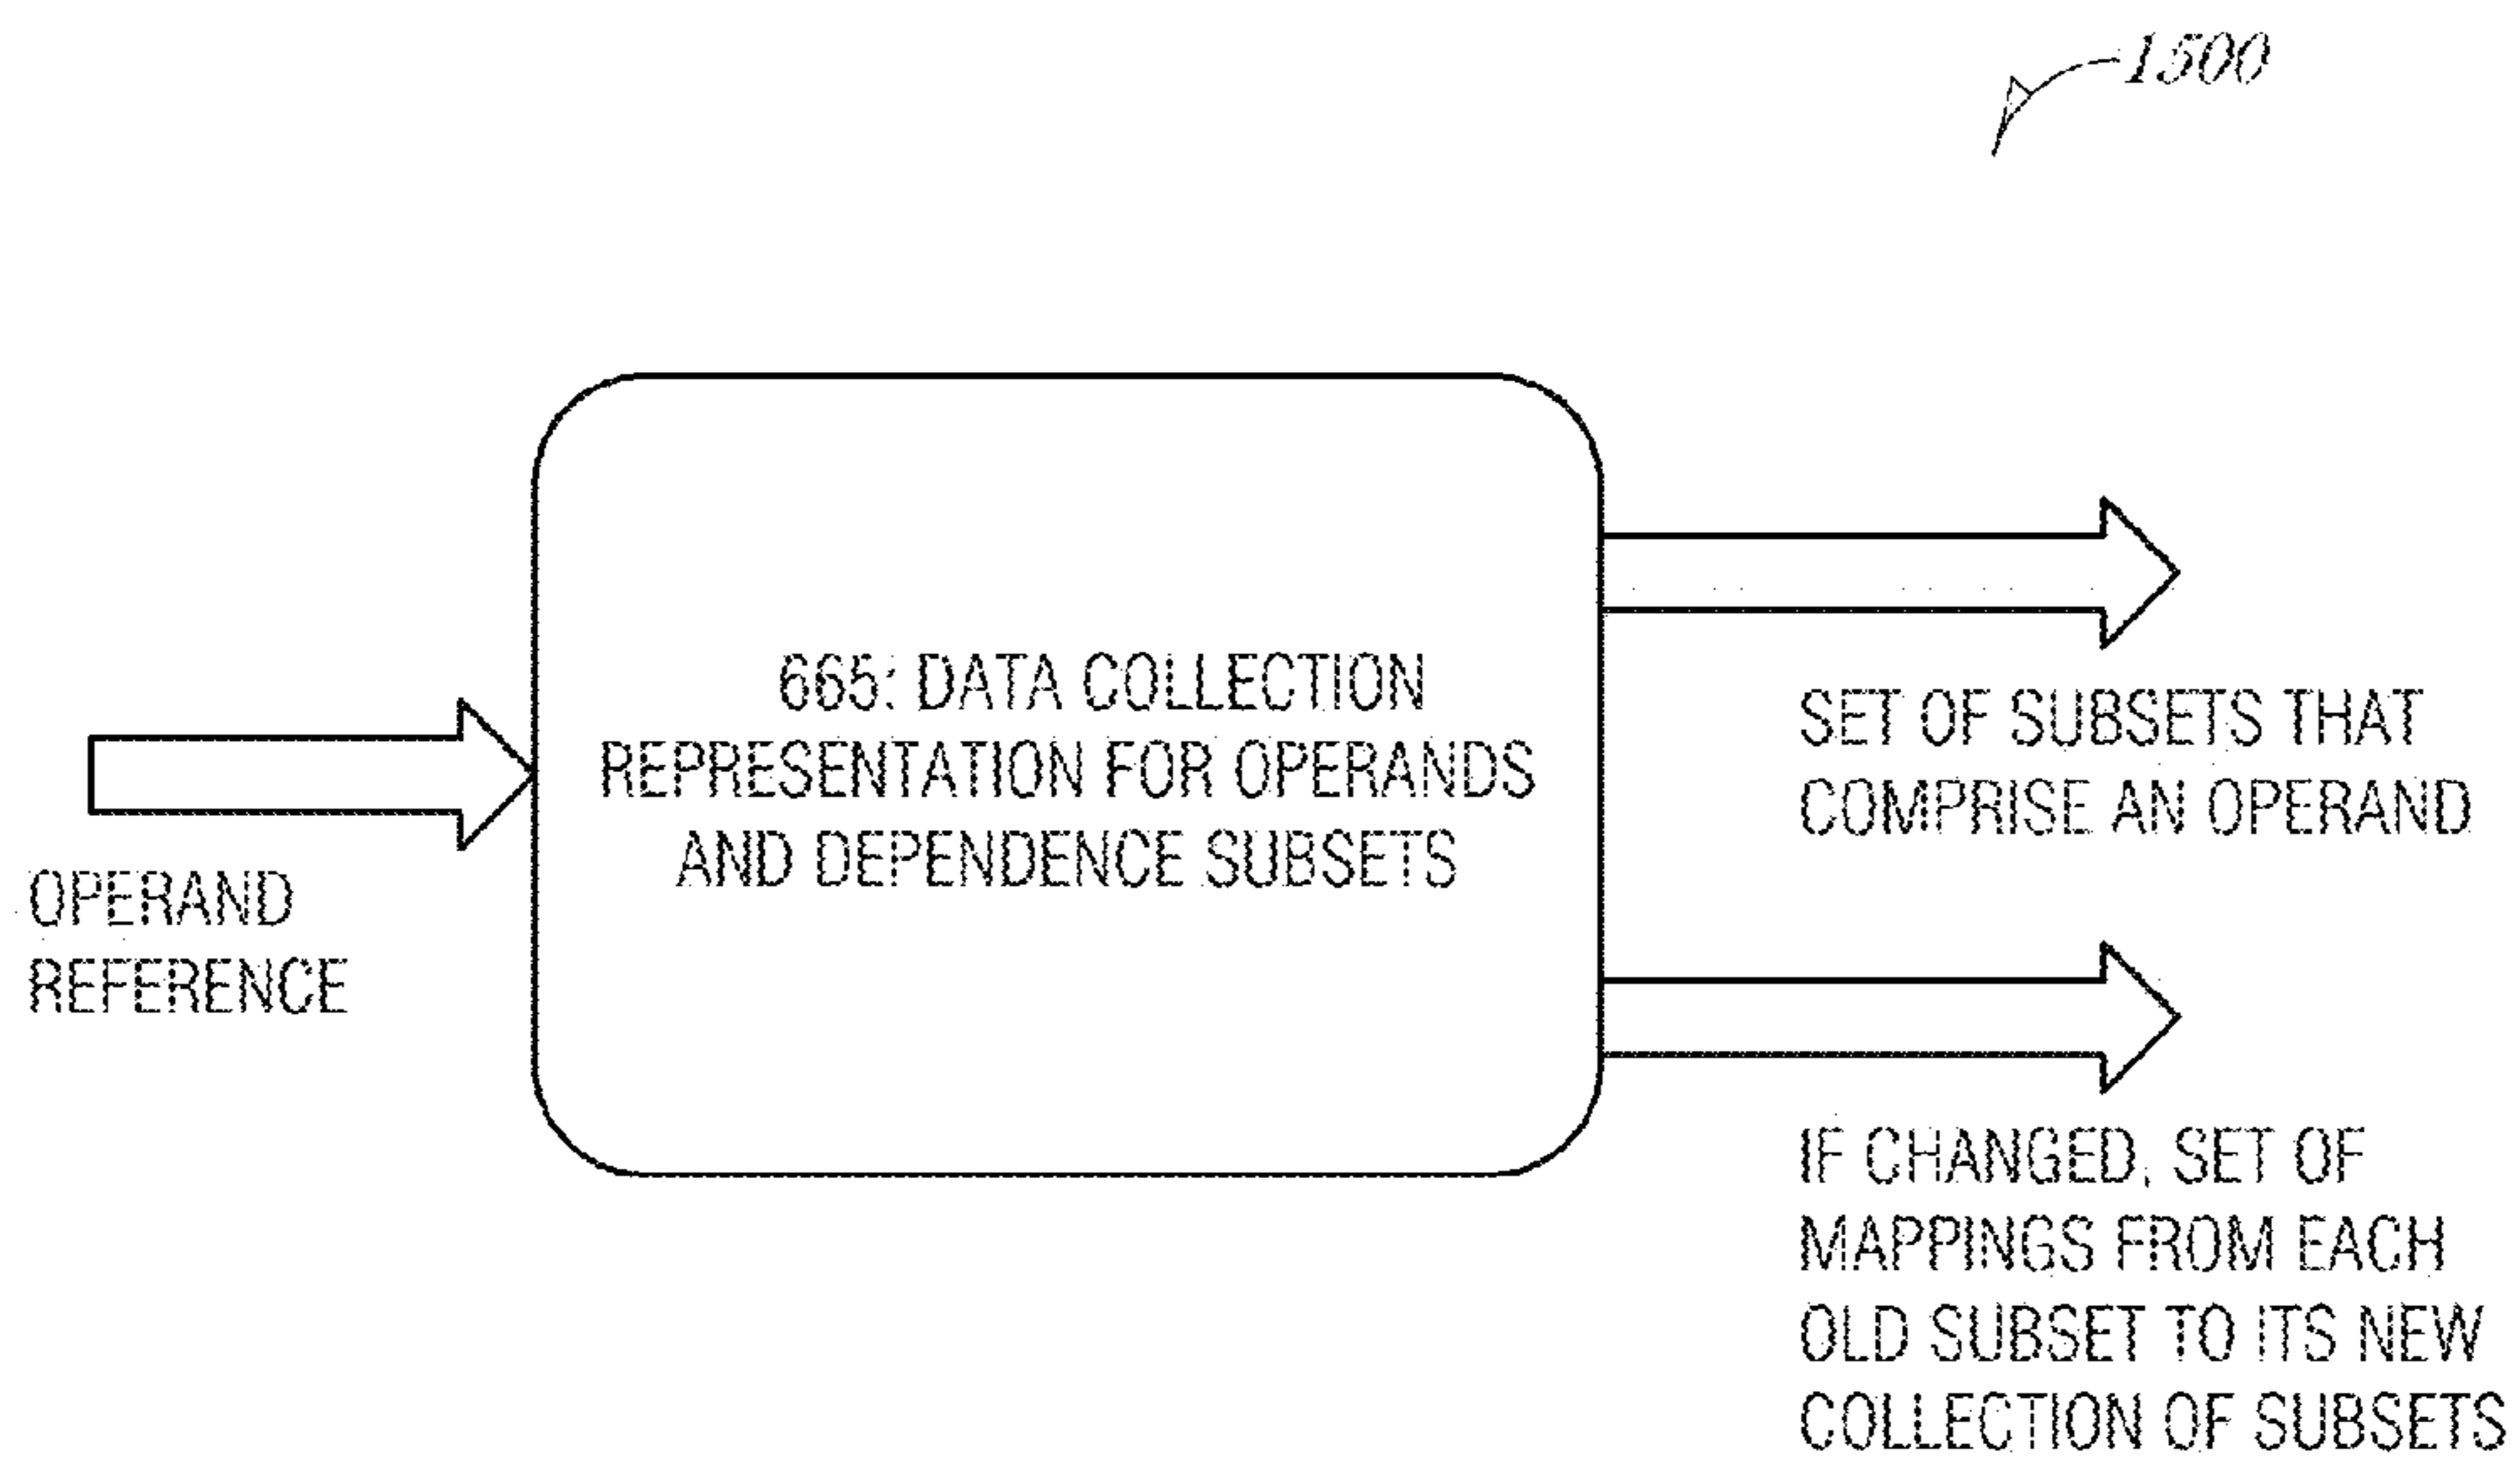 1500
665: DATA COLLECTION
REPRESENTATION FOR OPERANDS
AND DEPENDENCE SUBSETS
OPERAND
REFERENCE
SET OF SUBSETS THAT
COMPRISE AN OPERAND
IF CHANGED, SET OF
MAPPINGS FROM EACH
OLD SUBSET TO ITS NEW
COLLECTION OF SUBSETS